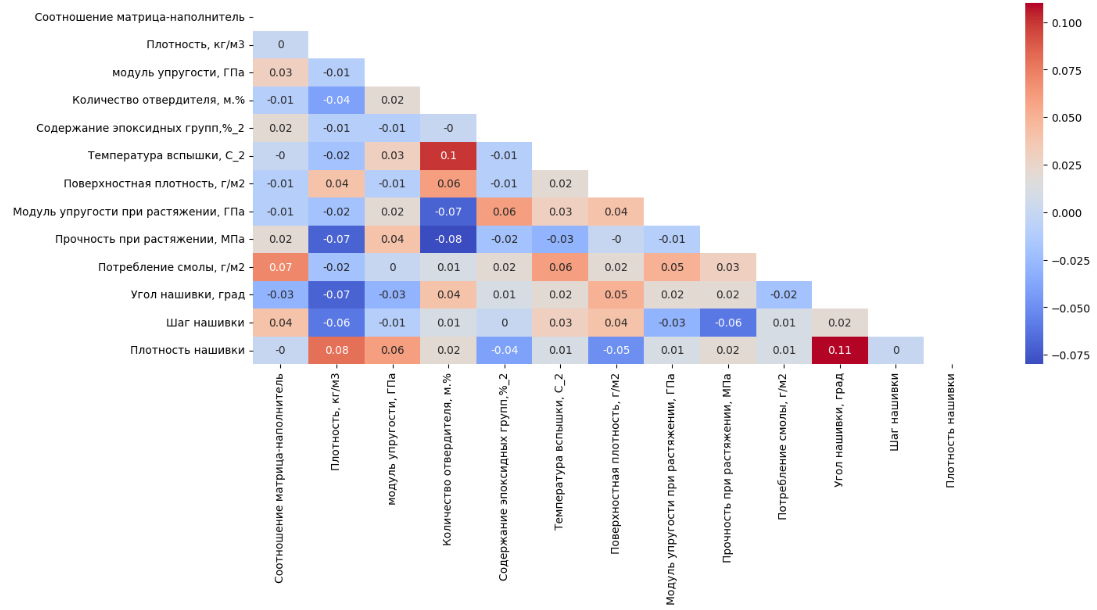 Соотношение матрица-наполнитель
Плотность, кг/м3 0
модуль упругости, ГПа 0.03 -0.01
Количество отвердителя, м.% -0.01 -0.04 0.02
Содержание эпоксидных групп,%_2 0.02 -0.01 -0.01 -0
Температура вспышки, С_2 -0 -0.02 0.03 0.1 -0.01
Поверхностная плотность, г/м2 -0.01 0.04 -0.01 0.06 -0.01 0.02
Модуль упругости при растяжении, ГПа -0.01 -0.02 0.02 -0.07 0.06 0.03 0.04
Прочность при растяжении, МПа 0.02 -0.07 0.04 -0.08 -0.02 -0.03 -0 -0.01
Потребление смолы, г/м2 0.07 -0.02 0 0.01 0.02 0.06 0.02 0.05 0.03
Угол нашивки, град -0.03 -0.07 -0.03 0.04 0.01 0.02 0.05 0.02 0.02 -0.02
Шаг нашивки 0.04 -0.06 -0.01 0.01 0 0.03 0.04 -0.03 -0.06 0.01 0.02
Плотность нашивки -0 0.08 0.06 0.02 -0.04 0.01 -0.05 0.01 0.02 0.01 0.11 0
Соотношение матрица-наполнитель
Плотность, кг/м3
модуль упругости, ГПа
Количество отвердителя, м.%
Содержание эпоксидных групп,%_2
Температура вспышки, С_2
Поверхностная плотность, г/м2
Модуль упругости при растяжении, ГПа
Прочность при растяжении, МПа
Потребление смолы, г/м2
Угол нашивки, град
Шаг нашивки
Плотность нашивки
0.100
0.075
0.050
0.025
0.000
−0.025
−0.050
−0.075